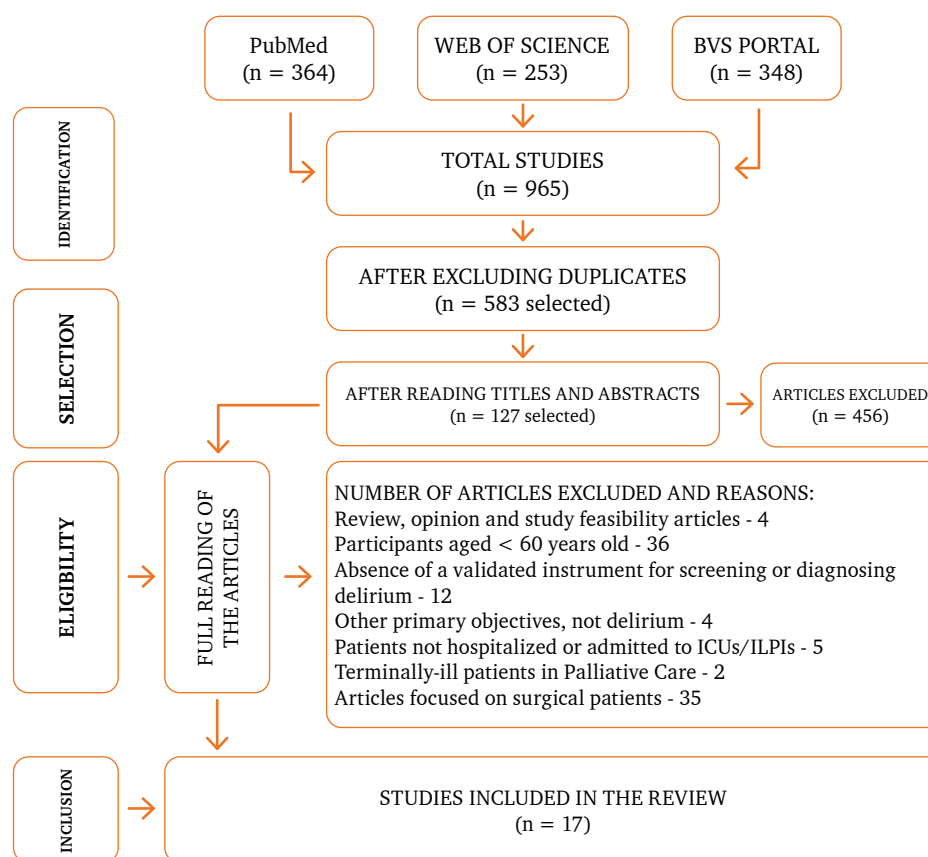 PubMed
(n = 364)
WEB OF SCIENCE
(n = 253)
BVS PORTAL
(n = 348)
IDENTIFICATION
TOTAL STUDIES
(n = 965)
AFTER EXCLUDING DUPLICATES
(n = 583 selected)
SELECTION
AFTER READING TITLES AND ABSTRACTS
(n = 127 selected)
ARTICLES EXCLUDED
(n = 456)
ELIGIBILITY
FULL READING OF
THE ARTICLES
NUMBER OF ARTICLES EXCLUDED AND REASONS:
Review, opinion and study feasibility articles - 4
Participants aged < 60 years old - 36
Absence of a validated instrument for screening or diagnosing
delirium - 12
Other primary objectives, not delirium - 4
Patients not hospitalized or admitted to ICUs/ILPIs - 5
Terminally-ill patients in Palliative Care - 2
Articles focused on surgical patients - 35
INCLUSION
STUDIES INCLUDED IN THE REVIEW
(n = 17)